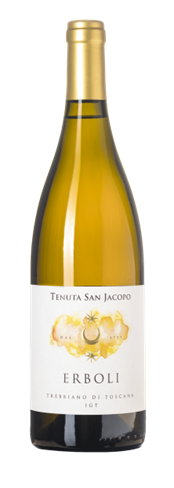 TENUTA SAN JACOPO
ERBOLI
TREBBIANO DI TOSCANA
IGT